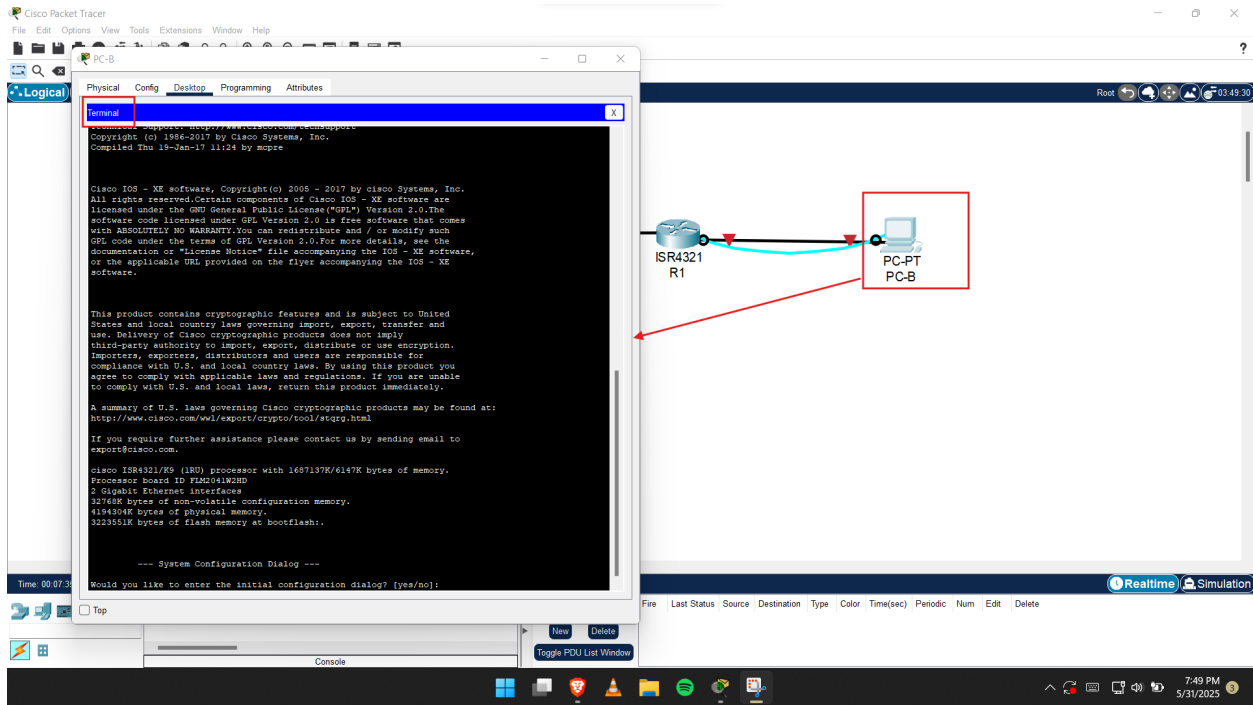 Cisco Packet Tracer
File Edit Options View Tools Extensions Window Help
?
PC-B
Physical Config Desktop Programming Attributes
Logical
Root 03:49:30
Terminal X
Technical Support: http://www.cisco.com/techsupport
Copyright (c) 1986-2017 by Cisco Systems, Inc.
Compiled Thu 19-Jan-17 11:24 by mcpre
Cisco IOS - XE software, Copyright(c) 2005 - 2017 by cisco Systems, Inc.
All rights reserved.Certain components of Cisco IOS - XE software are
licensed under the GNU General Public License("GPL") Version 2.0.The
software code licensed under GPL Version 2.0 is free software that comes
with ABSOLUTELY NO WARRANTY.You can redistribute and / or modify such
GPL code under the terms of GPL Version 2.0.For more details, see the
documentation or "License Notice" file accompanying the IOS - XE software,
or the applicable URL provided on the flyer accompanying the IOS - XE
software.
This product contains cryptographic features and is subject to United
States and local country laws governing import, export, transfer and
use. Delivery of Cisco cryptographic products does not imply
third-party authority to import, export, distribute or use encryption.
Importers, exporters, distributors and users are responsible for
compliance with U.S. and local country laws. By using this product you
agree to comply with applicable laws and regulations. If you are unable
to comply with U.S. and local laws, return this product immediately.
A summary of U.S. laws governing Cisco cryptographic products may be found at:
http://www.cisco.com/wwl/export/crypto/tool/stqrg.html
If you require further assistance please contact us by sending email to
export@cisco.com.
cisco ISR4321/K9 (1RU) processor with 1687137K/6147K bytes of memory.
Processor board ID FLM2041W2HD
2 Gigabit Ethernet interfaces
32768K bytes of non-volatile configuration memory.
4194304K bytes of physical memory.
3223551K bytes of flash memory at bootflash:.
--- System Configuration Dialog ---
Would you like to enter the initial configuration dialog? [yes/no]:
Top
ISR4321
R1
PC-PT
PC-B
Time: 00:07:3
Realtime Simulation
Fire Last Status Source Destination Type Color Time(sec) Periodic Num Edit Delete
New Delete
Toggle PDU List Window
Console
7:49 PM
5/31/2025
3